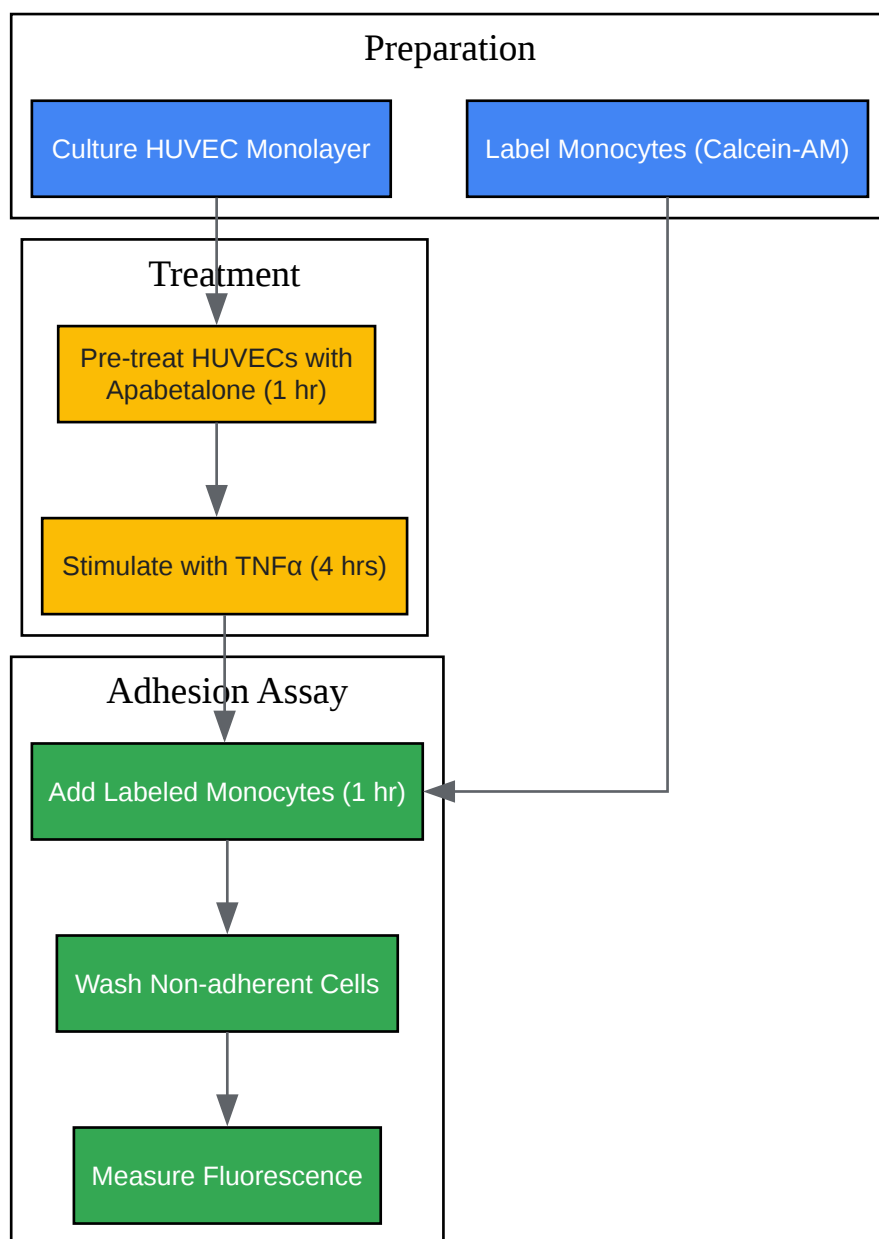 Preparation
Culture HUVEC Monolayer
Label Monocytes (Calcein-AM)
Treatment
Pre-treat HUVECs with
Apabetalone (1 hr)
Stimulate with TNFα (4 hrs)
Adhesion Assay
Add Labeled Monocytes (1 hr)
Wash Non-adherent Cells
Measure Fluorescence